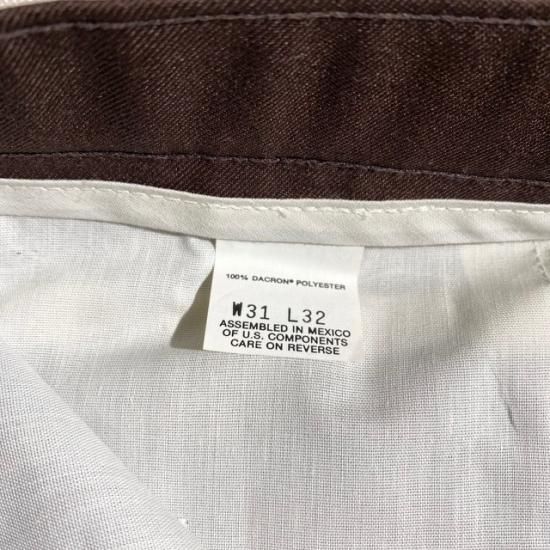 100% DACRON® POLYESTER
W31 L32
ASSEMBLED IN MEXICO
OF U.S. COMPONENTS
CARE ON REVERSE